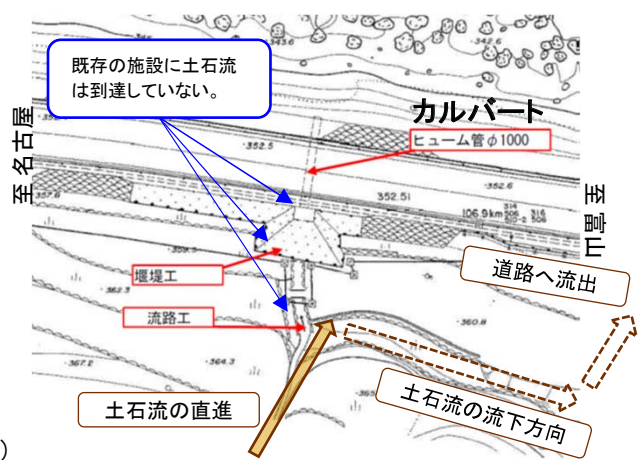 既存の施設に土石流
は到達していない。
カルバート
ヒューム管φ1000
至 名古屋
至 富山
・352.5
・352.6
352.51
106.9km
堰堤工
・362.3
流路工
道路へ流出
・360.8
・364.3
・367.2
土石流の直進
土石流の流下方向
)